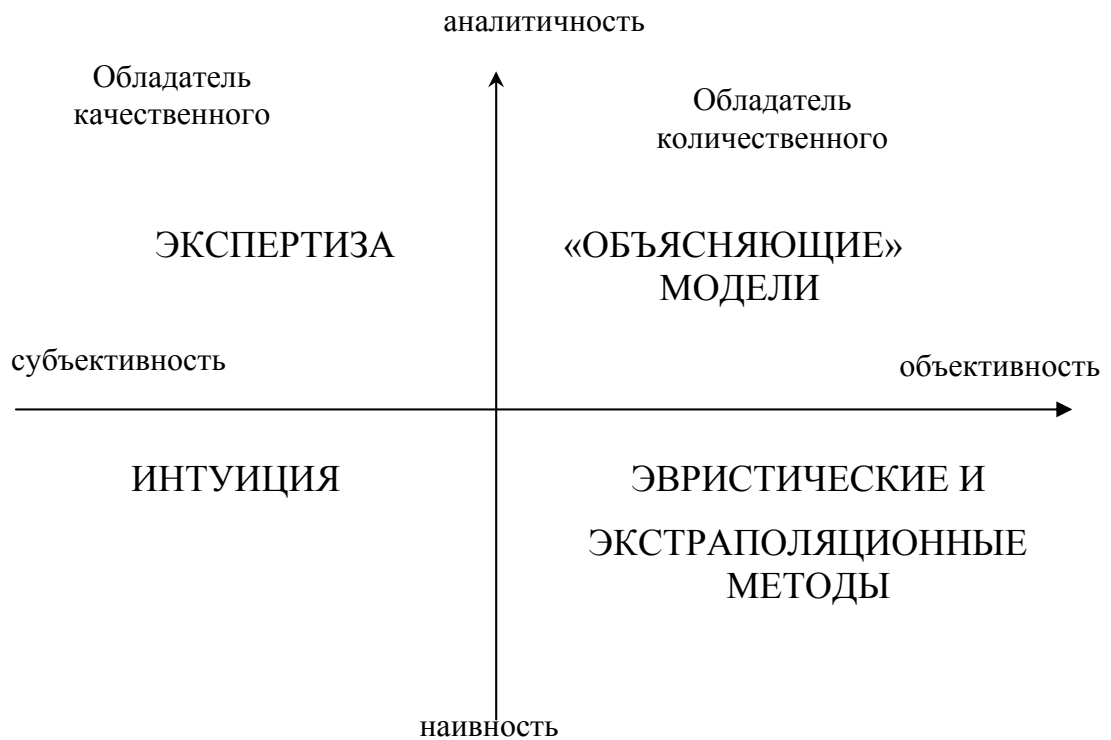 аналитичность
Обладатель
качественного
Обладатель
количественного
ЭКСПЕРТИЗА
«ОБЪЯСНЯЮЩИЕ»
МОДЕЛИ
субъективность
объективность
ИНТУИЦИЯ
ЭВРИСТИЧЕСКИЕ И
ЭКСТРАПОЛЯЦИОННЫЕ
МЕТОДЫ
наивность